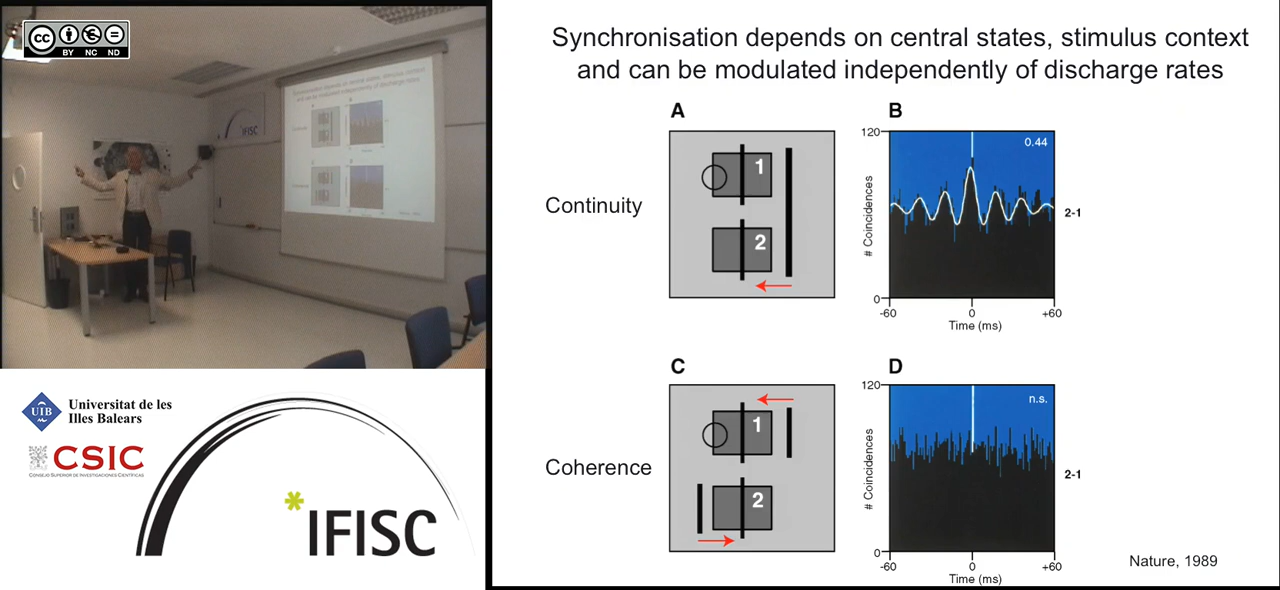 cc
BY NC ND
Synchronisation depends on central states, stimulus context
and can be modulated independently of discharge rates
A
B
Continuity
1
2
120
0.44
# Coincidences
2-1
0
-60
0
+60
Time (ms)
C
D
Coherence
1
2
120
n.s.
# Coincidences
2-1
0
-60
0
+60
Time (ms)
Nature, 1989
IFISC
UIB
Universitat de les
Illes Balears
CSIC
CONSEJO SUPERIOR DE INVESTIGACIONES CIENTÍFICAS
*IFISC